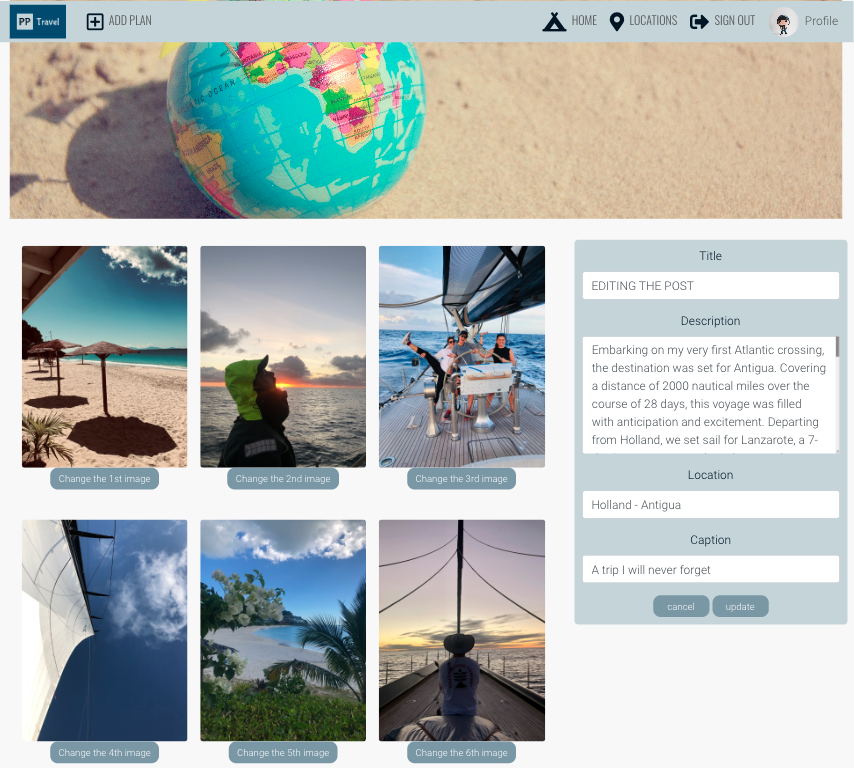 PP Travel
ADD PLAN
HOME
LOCATIONS
SIGN OUT
Profile
SOUTH
AFRICA
Title
EDITING THE POST
Description
Embarking on my very first Atlantic crossing,
the destination was set for Antigua. Covering
a distance of 2000 nautical miles over the
course of 28 days, this voyage was filled
with anticipation and excitement. Departing
from Holland, we set sail for Lanzarote, a 7-
Location
Holland - Antigua
Caption
A trip I will never forget
cancel
update
Change the 1st image
Change the 2nd image
Change the 3rd image
Change the 4th image
Change the 5th image
Change the 6th image